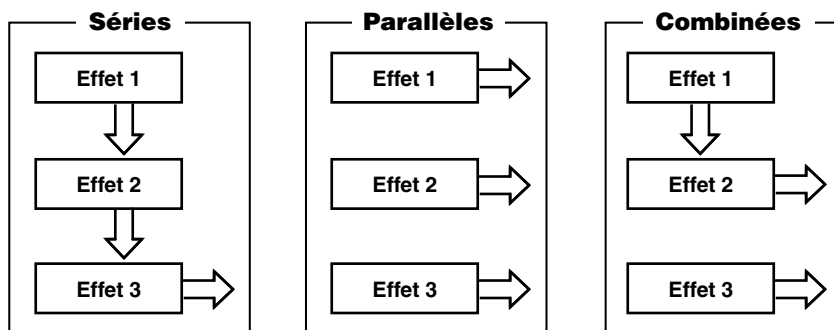 Séries
Effet 1
Effet 2
Effet 3
Parallèles
Effet 1
Effet 2
Effet 3
Combinées
Effet 1
Effet 2
Effet 3